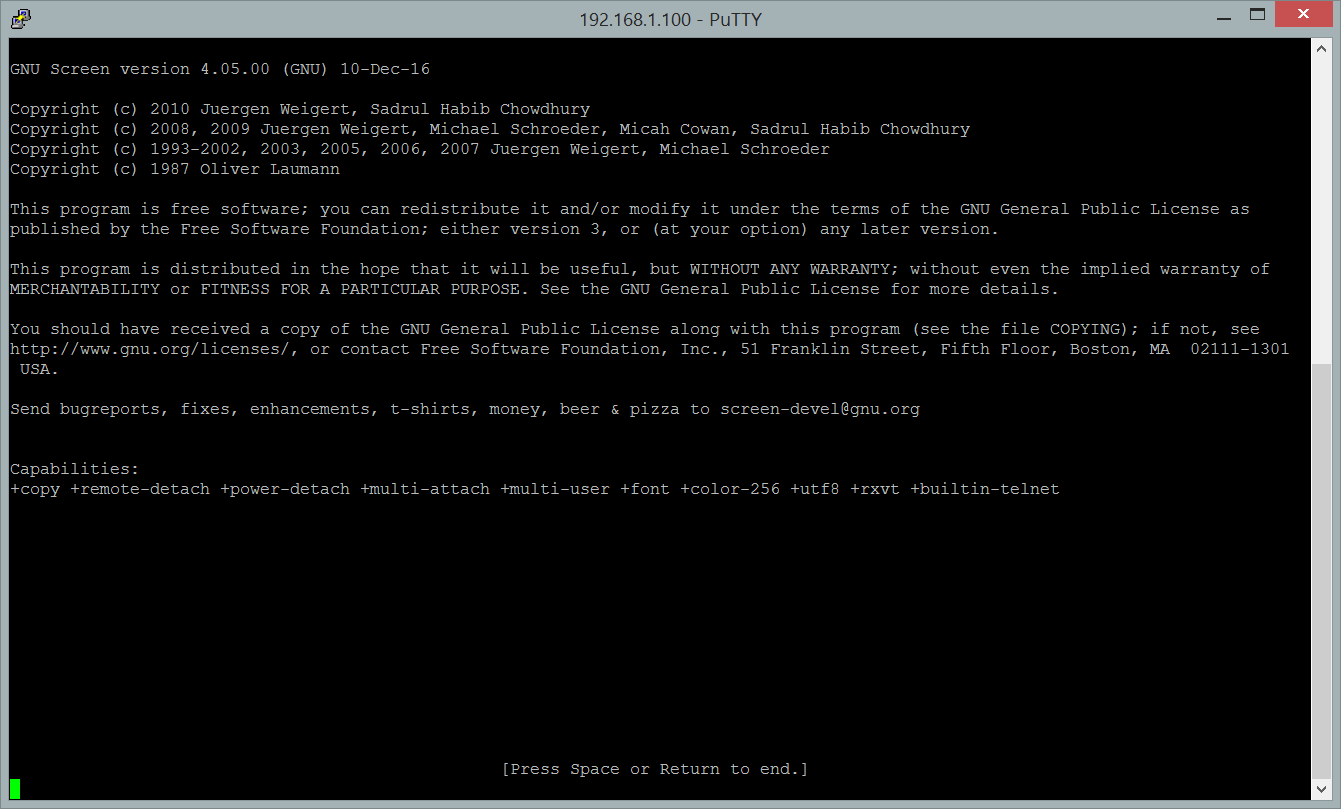 192.168.1.100 - PuTTY
GNU Screen version 4.05.00 (GNU) 10-Dec-16
Copyright (c) 2010 Juergen Weigert, Sadrul Habib Chowdhury
Copyright (c) 2008, 2009 Juergen Weigert, Michael Schroeder, Micah Cowan, Sadrul Habib Chowdhury
Copyright (c) 1993-2002, 2003, 2005, 2006, 2007 Juergen Weigert, Michael Schroeder
Copyright (c) 1987 Oliver Laumann
This program is free software; you can redistribute it and/or modify it under the terms of the GNU General Public License as
published by the Free Software Foundation; either version 3, or (at your option) any later version.
This program is distributed in the hope that it will be useful, but WITHOUT ANY WARRANTY; without even the implied warranty of
MERCHANTABILITY or FITNESS FOR A PARTICULAR PURPOSE. See the GNU General Public License for more details.
You should have received a copy of the GNU General Public License along with this program (see the file COPYING); if not, see
http://www.gnu.org/licenses/, or contact Free Software Foundation, Inc., 51 Franklin Street, Fifth Floor, Boston, MA  02111-1301
USA.
Send bugreports, fixes, enhancements, t-shirts, money, beer & pizza to screen-devel@gnu.org
Capabilities:
+copy +remote-detach +power-detach +multi-attach +multi-user +font +color-256 +utf8 +rxvt +builtin-telnet
[Press Space or Return to end.]